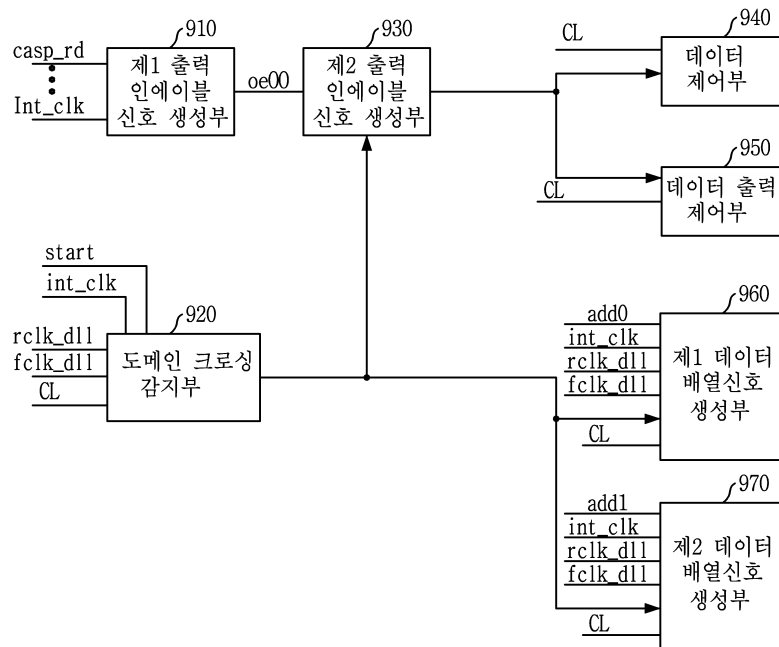 910
casp_rd
Int_clk
제1 출력
인에이블
신호 생성부
oe00
930
제2 출력
인에이블
신호 생성부
940
CL
데이터
제어부
950
CL
데이터 출력
제어부
start
int_clk
920
rclk_dll
fclk_dll
CL
도메인 크로싱
감지부
960
add0
int_clk
rclk_dll
fclk_dll
CL
제1 데이터
배열신호
생성부
970
add1
int_clk
rclk_dll
fclk_dll
CL
제2 데이터
배열신호
생성부